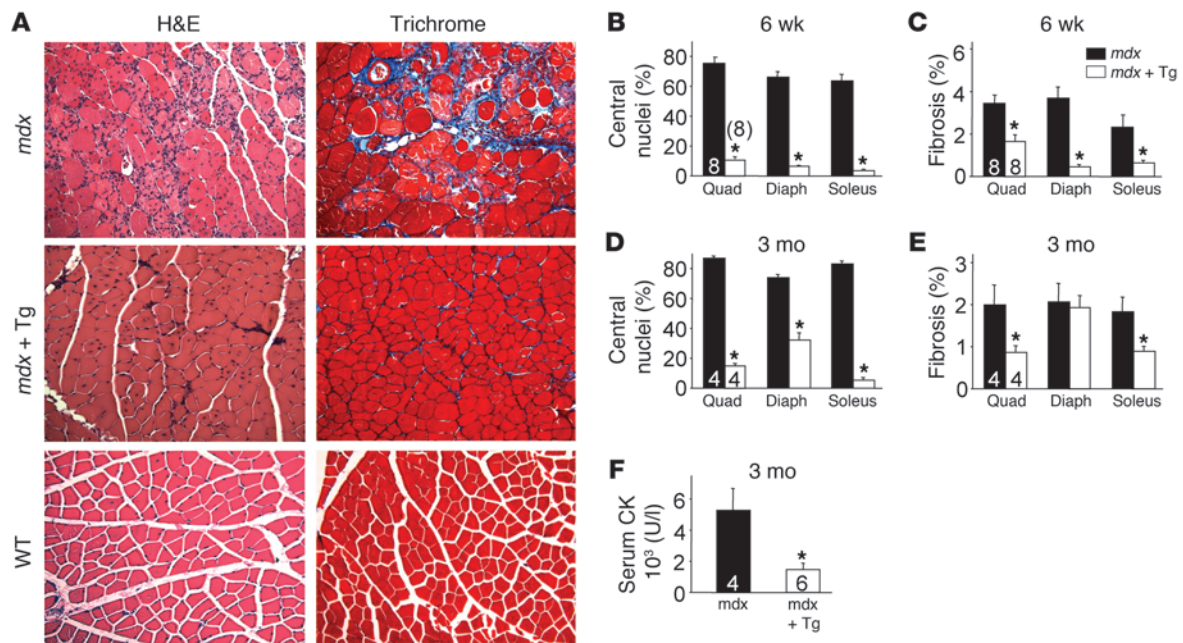 A
H&E
Trichrome
mdx
mdx + Tg
WT
B
6 wk
Central nuclei (%)
80
60
40
20
0
(8)
*
*
*
8
Quad
Diaph
Soleus
C
6 wk
Fibrosis (%)
6
4
2
0
mdx
mdx + Tg
*
*
*
8
8
Quad
Diaph
Soleus
D
3 mo
Central nuclei (%)
80
60
40
20
0
*
*
*
4
4
Quad
Diaph
Soleus
E
3 mo
Fibrosis (%)
3
2
1
0
*
*
4
4
Quad
Diaph
Soleus
F
3 mo
Serum CK
10³ (U/l)
6
4
2
0
*
4
6
mdx
mdx
+ Tg